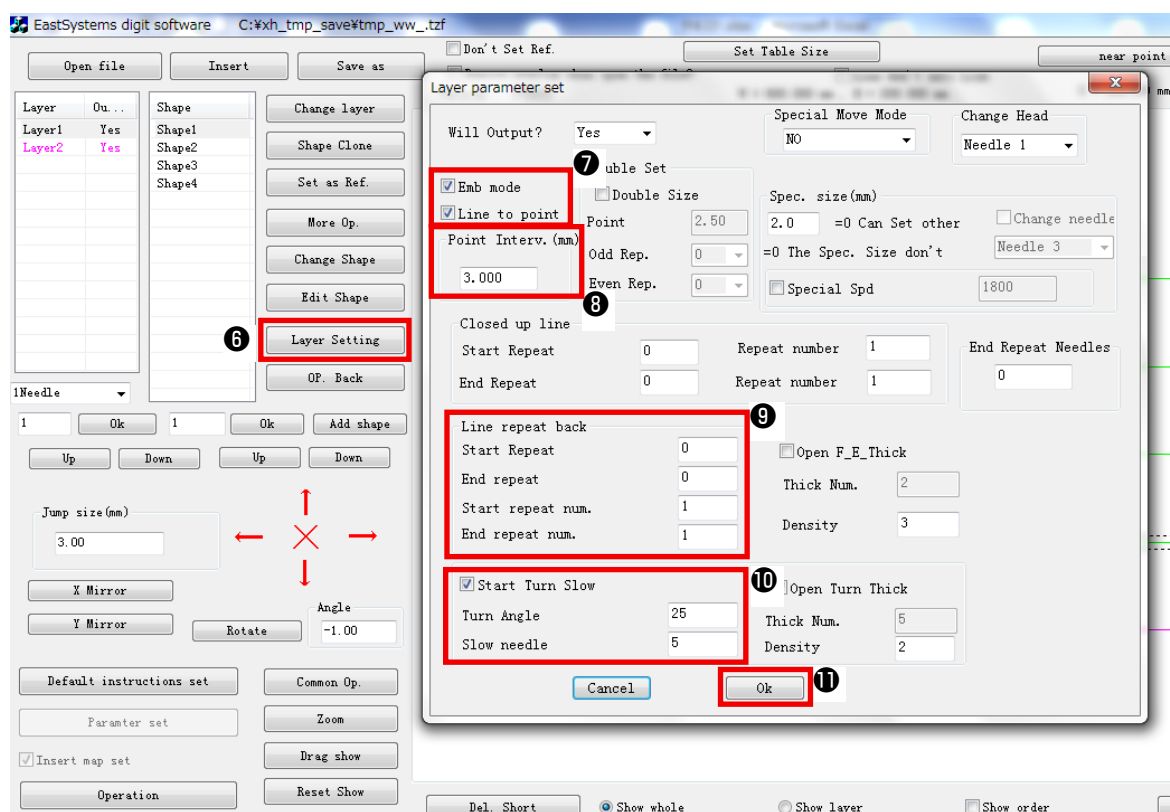 EastSystems digit software C:¥xh_tmp_save¥tmp_ww_.tzf
Open file Insert Save as
Don't Set Ref. Set Table Size near point
mm
Layer Ou... Shape
Layer1 Yes Shape1
Layer2 Yes Shape2
Shape3
Shape4
Change layer
Shape Clone
Set as Ref.
More Op.
Change Shape
Edit Shape
❻ Layer Setting
OP. Back
1Needle
1 Ok 1 Ok Add shape
Up Down Up Down
Jump size(mm)
3.00
X Mirror
Y Mirror
Rotate
Angle
-1.00
Default instructions set Common Op.
Paramter set Zoom
Insert map set Drag show
Operation Reset Show
Layer parameter set
Will Output? Yes
Special Move Mode
NO
Change Head
Needle 1
❼
Emb mode
Line to point
Point Interv.(mm)
3.000
❽
uble Set
Double Size
Point 2.50
Odd Rep. 0
Even Rep. 0
Spec. size(mm)
2.0 =0 Can Set other
=0 The Spec. Size don't
Change needle
Needle 3
Special Spd 1800
Closed up line
Start Repeat 0 Repeat number 1
End Repeat 0 Repeat number 1
End Repeat Needles
0
❾
Line repeat back
Start Repeat 0
End repeat 0
Start repeat num. 1
End repeat num. 1
Open F_E_Thick
Thick Num. 2
Density 3
❿
Start Turn Slow
Turn Angle 25
Slow needle 5
Open Turn Thick
Thick Num. 5
Density 2
Cancel Ok ⓫
Del. Short Show whole Show layer Show order